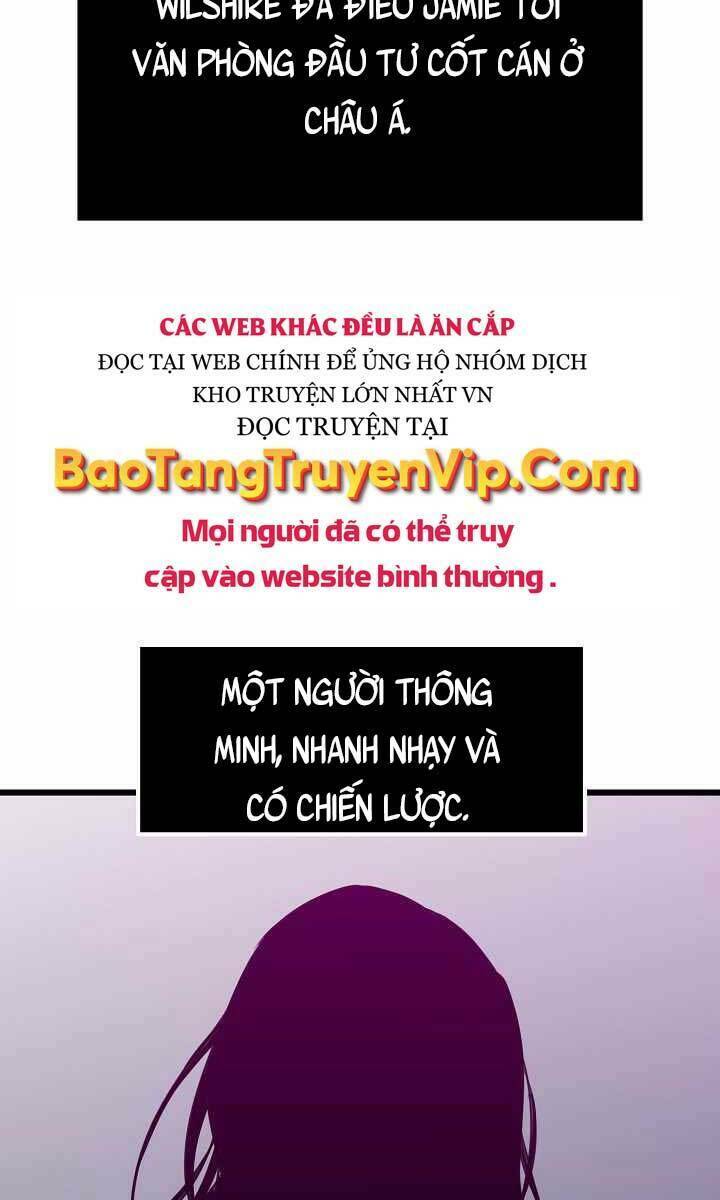 WILSHIRE ĐÃ ĐIỀU JAMIE TỚI
VĂN PHÒNG ĐẦU TƯ CỐT CÁN Ở
CHÂU Á.
CÁC WEB KHÁC ĐỀU LÀ ĂN CẮP
ĐỌC TẠI WEB CHÍNH ĐỂ ỦNG HỘ NHÓM DỊCH
KHO TRUYỆN LỚN NHẤT VN
ĐỌC TRUYỆN TẠI
BaoTangTruyenVip.Com
Mọi người đã có thể truy
cập vào website bình thường .
MỘT NGƯỜI THÔNG
MINH, NHANH NHẠY VÀ
CÓ CHIẾN LƯỢC.